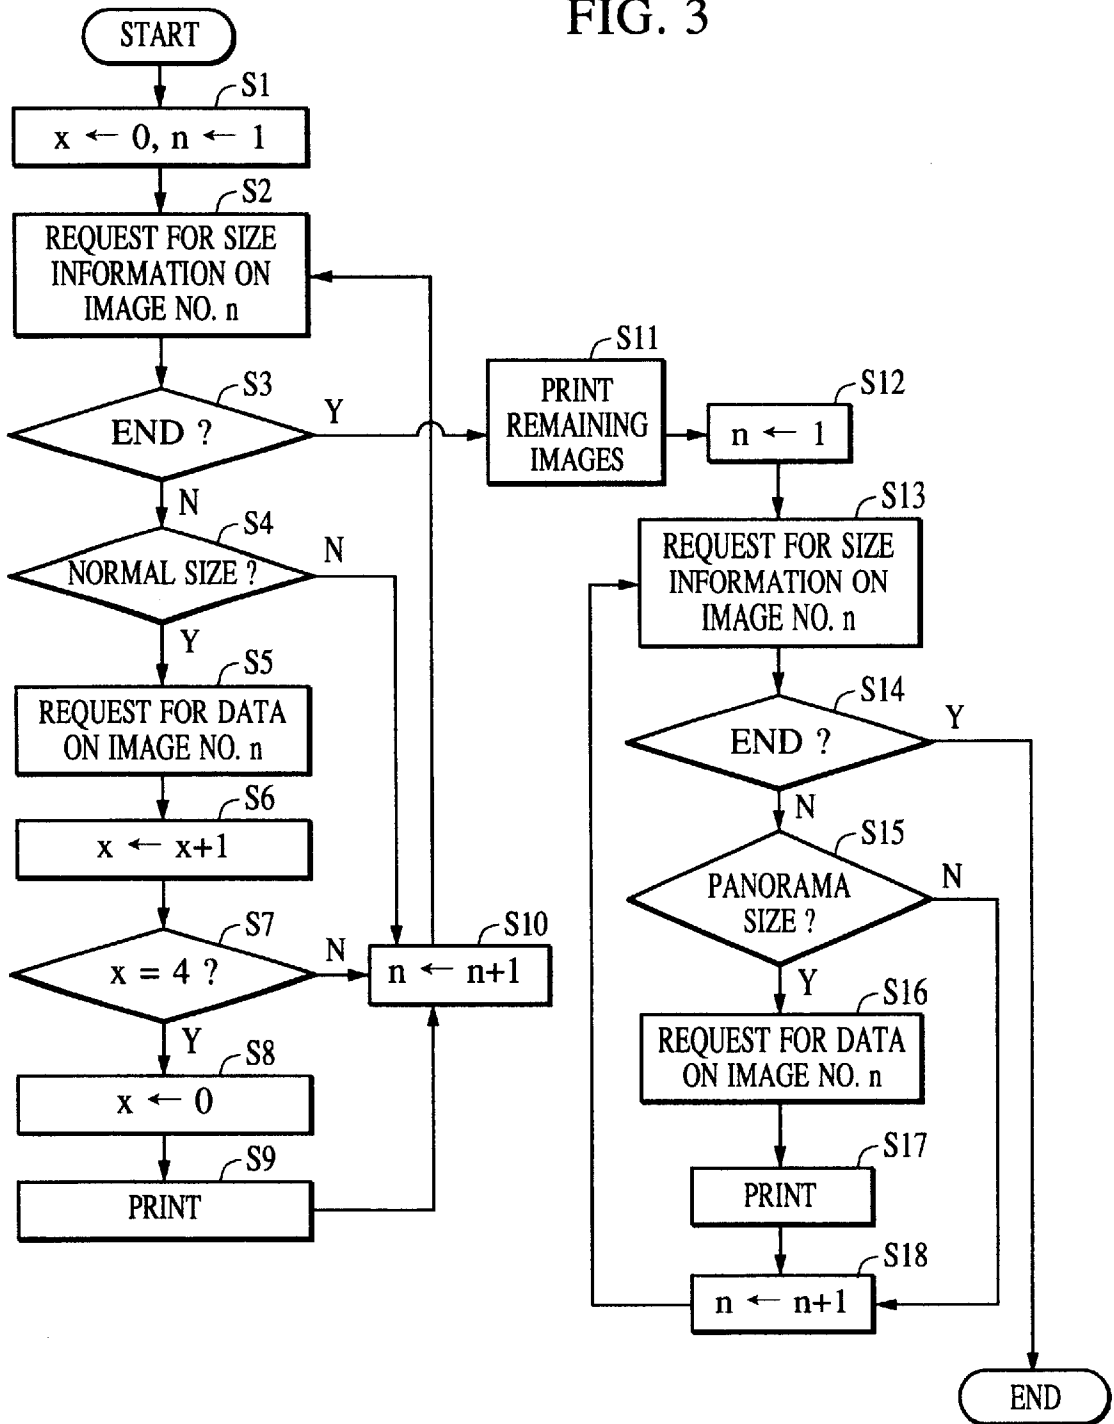 FIG. 3
START
S1
x ← 0, n ← 1
S2
REQUEST FOR SIZE
INFORMATION ON
IMAGE NO. n
S3
END ?
Y
N
S4
NORMAL SIZE ?
N
Y
S5
REQUEST FOR DATA
ON IMAGE NO. n
S6
x ← x+1
S7
x = 4 ?
N
Y
S8
x ← 0
S9
PRINT
S10
n ← n+1
S11
PRINT
REMAINING
IMAGES
S12
n ← 1
S13
REQUEST FOR SIZE
INFORMATION ON
IMAGE NO. n
S14
END ?
Y
N
S15
PANORAMA
SIZE ?
N
Y
S16
REQUEST FOR DATA
ON IMAGE NO. n
S17
PRINT
S18
n ← n+1
END